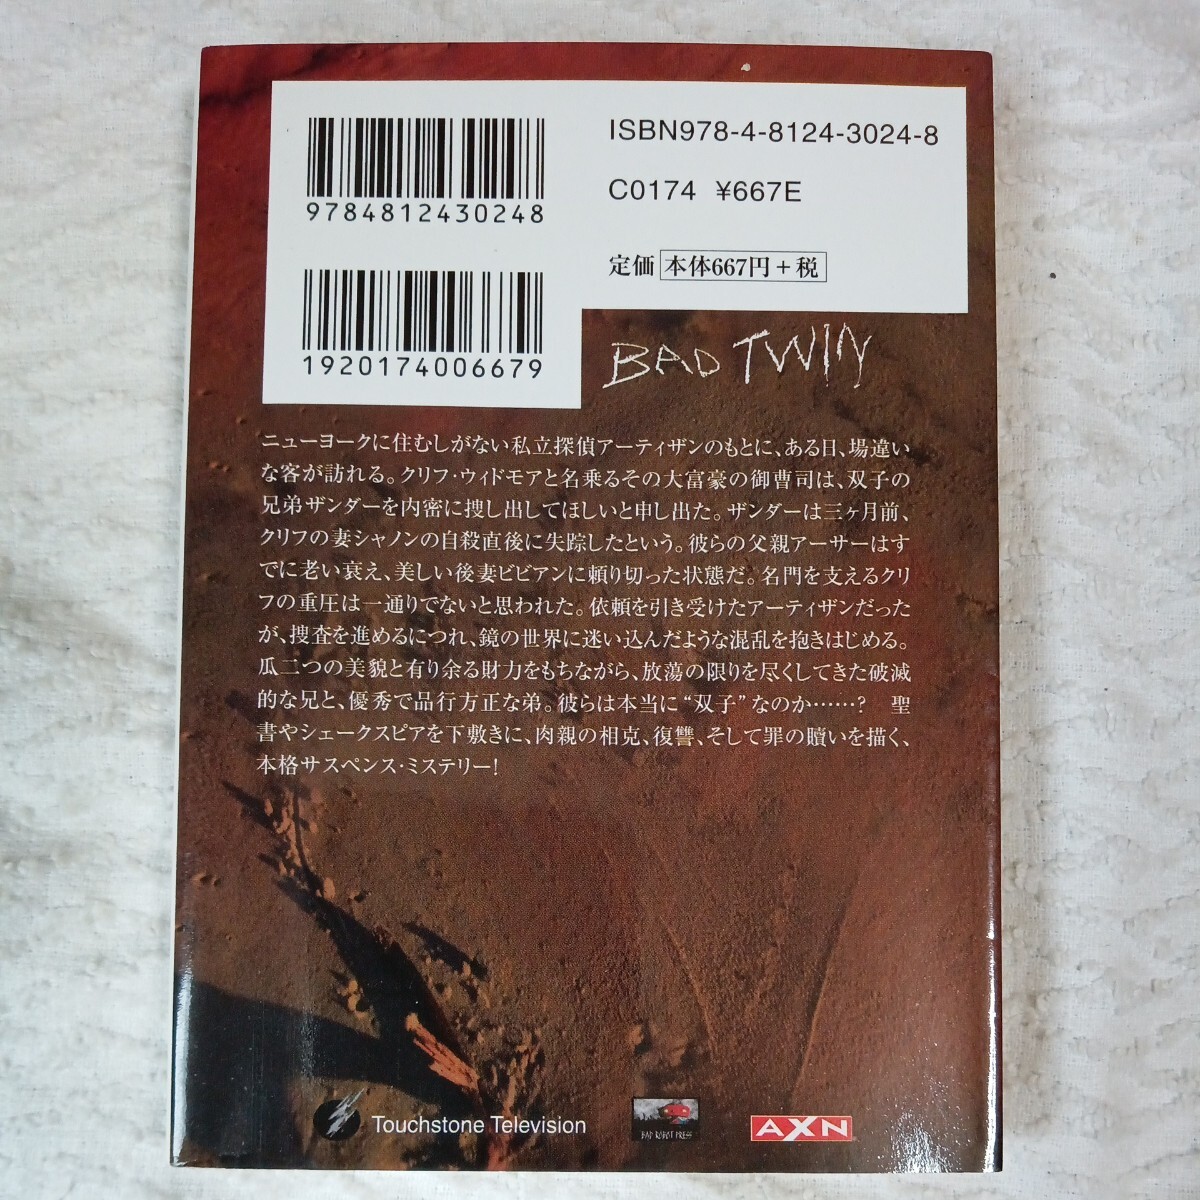 ISBN978-4-8124-3024-8
9784812430248
C0174 ¥667E
定価 本体667円+税
1920174006679
BAD TWIN
ニューヨークに住むしがない私立探偵アーティザンのもとに、ある日、場違い
な客が訪れる。クリフ・ウィドモアと名乗るその大富豪の御曹司は、双子の
兄弟ザンダーを内密に捜し出してほしいと申し出た。ザンダーは三ヶ月前、
クリフの妻シャノンの自殺直後に失踪したという。彼らの父親アーサーはす
でに老い衰え、美しい後妻ビビアンに頼り切った状態だ。名門を支えるクリ
フの重圧は一通りでないと思われた。依頼を引き受けたアーティザンだった
が、捜査を進めるにつれ、鏡の世界に迷い込んだような混乱を抱きはじめる。
瓜二つの美貌と有り余る財力をもちながら、放蕩の限りを尽くしてきた破滅
的な兄と、優秀で品行方正な弟。彼らは本当に“双子”なのか……? 聖
書やシェークスピアを下敷きに、肉親の相克、復讐、そして罪の贖いを描く、
本格サスペンス・ミステリー!
Touchstone Television
BAD ROBOT PRESS
AXN